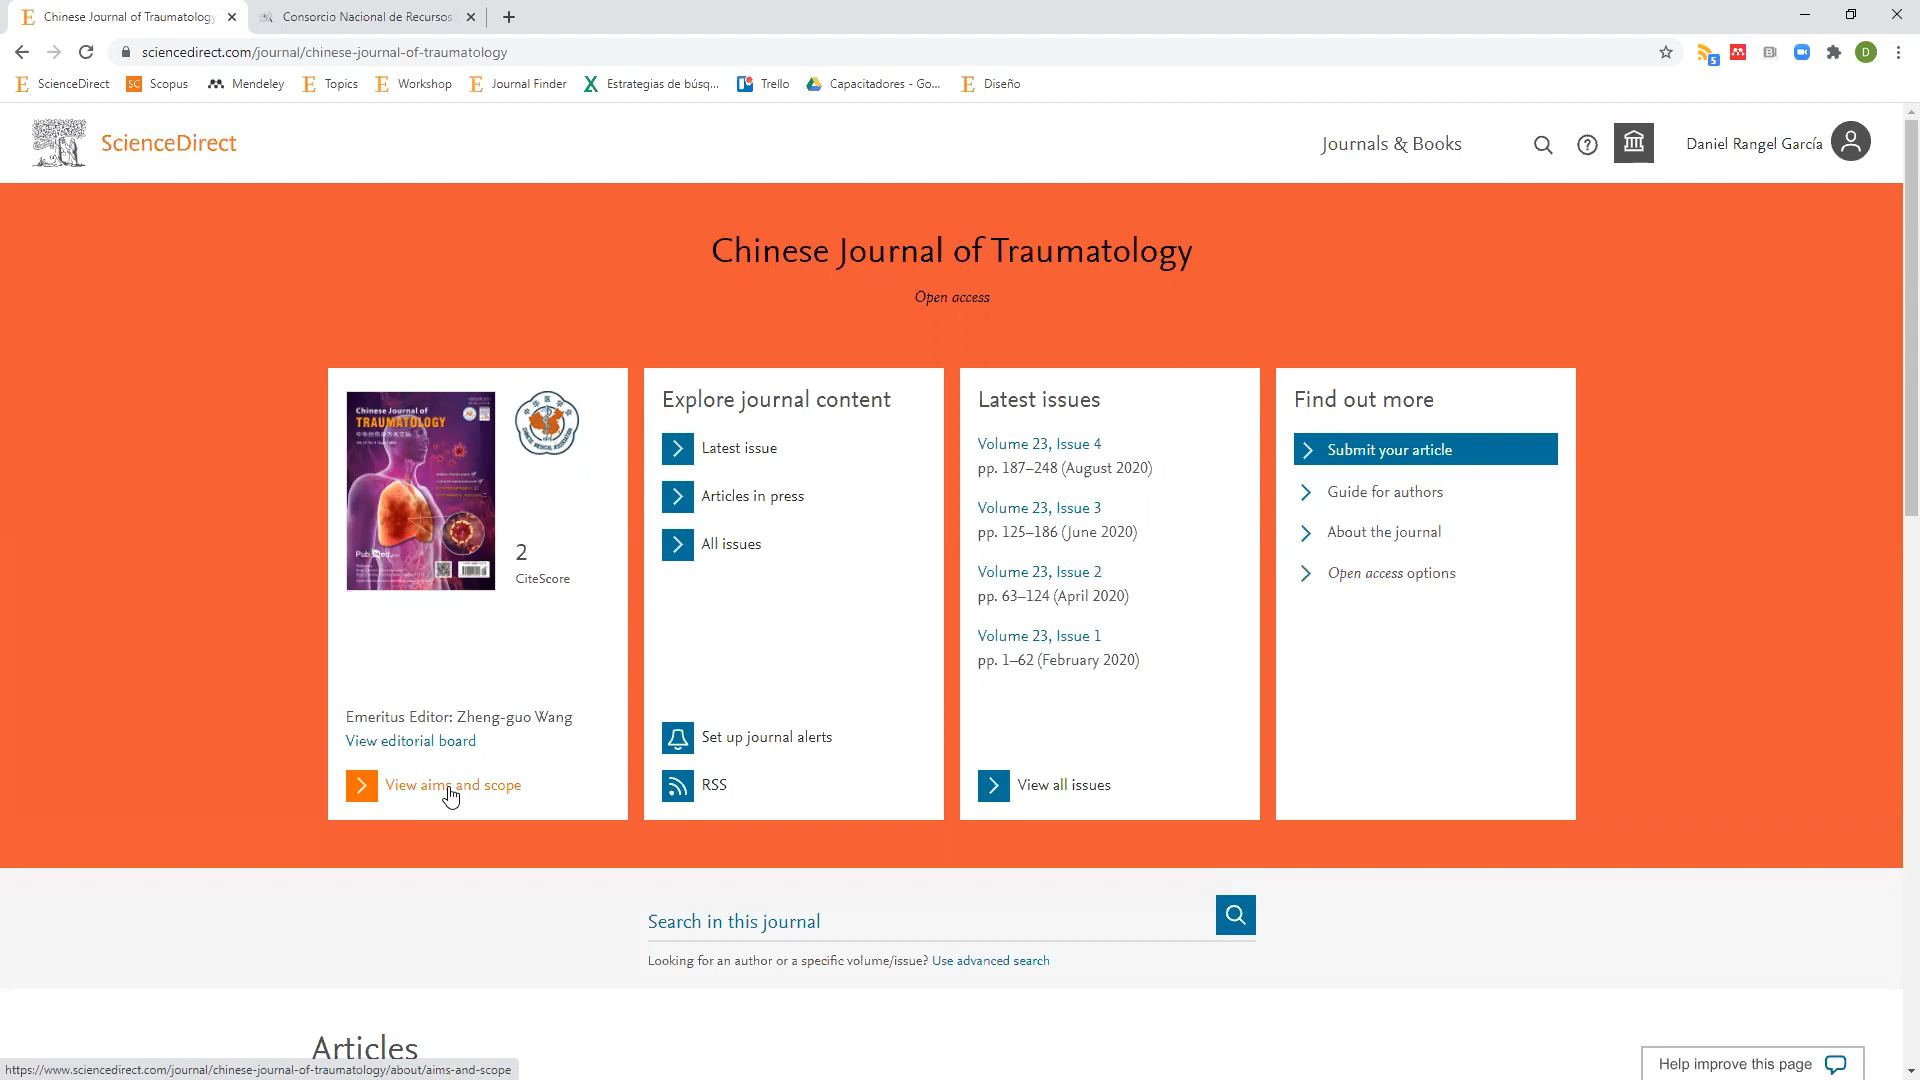 Chinese Journal of Traumatology
Consorcio Nacional de Recursos
sciencedirect.com/journal/chinese-journal-of-traumatology
5
D
ScienceDirect
SC Scopus
Mendeley
Topics
Workshop
Journal Finder
Estrategias de búsq...
Trello
Capacitadores - Go...
Diseño
ScienceDirect
Journals & Books
Daniel Rangel García
Chinese Journal of Traumatology
Open access
Chinese Journal of
TRAUMATOLOGY
2
CiteScore
Emeritus Editor: Zheng-guo Wang
View editorial board
View aims and scope
Explore journal content
Latest issue
Articles in press
All issues
Set up journal alerts
RSS
Latest issues
Volume 23, Issue 4
pp. 187–248 (August 2020)
Volume 23, Issue 3
pp. 125–186 (June 2020)
Volume 23, Issue 2
pp. 63–124 (April 2020)
Volume 23, Issue 1
pp. 1–62 (February 2020)
View all issues
Find out more
Submit your article
Guide for authors
About the journal
Open access options
Search in this journal
Looking for an author or a specific volume/issue? Use advanced search
Articles
Help improve this page
https://www.sciencedirect.com/journal/chinese-journal-of-traumatology/about/aims-and-scope